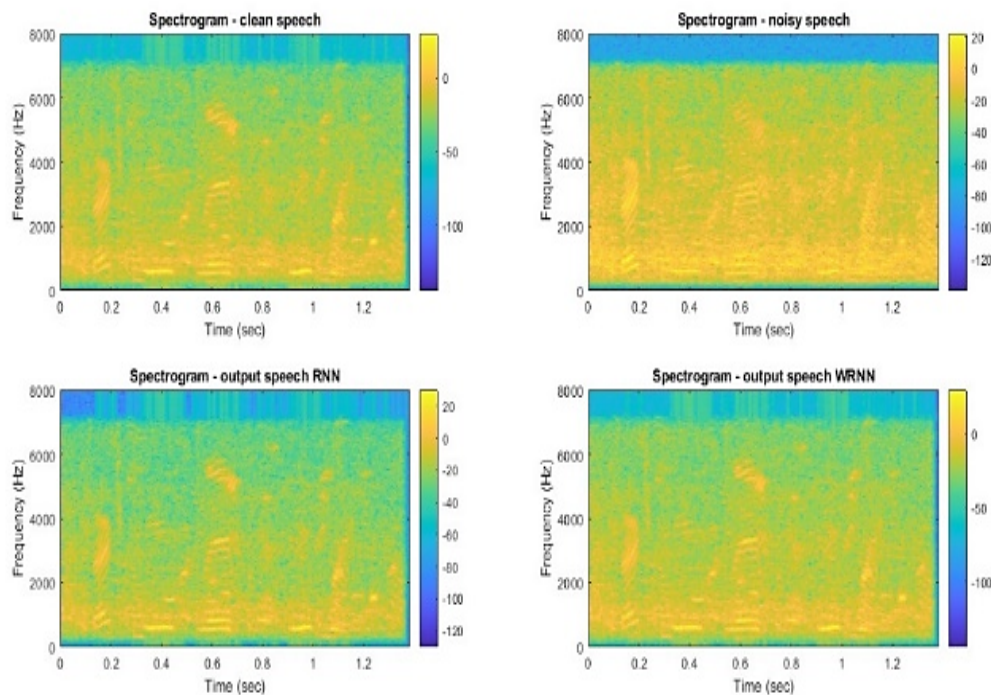 Spectrogram - clean speech
8000
6000
4000
2000
0
Frequency (Hz)
0 0.2 0.4 0.6 0.8 1 1.2
Time (sec)
0
-50
-100
Spectrogram - noisy speech
8000
6000
4000
2000
0
Frequency (Hz)
0 0.2 0.4 0.6 0.8 1 1.2
Time (sec)
20
0
-20
-40
-60
-80
-100
-120
Spectrogram - output speech RNN
8000
6000
4000
2000
0
Frequency (Hz)
0 0.2 0.4 0.6 0.8 1 1.2
Time (sec)
20
0
-20
-40
-60
-80
-100
-120
Spectrogram - output speech WRNN
8000
6000
4000
2000
0
Frequency (Hz)
0 0.2 0.4 0.6 0.8 1 1.2
Time (sec)
0
-50
-100